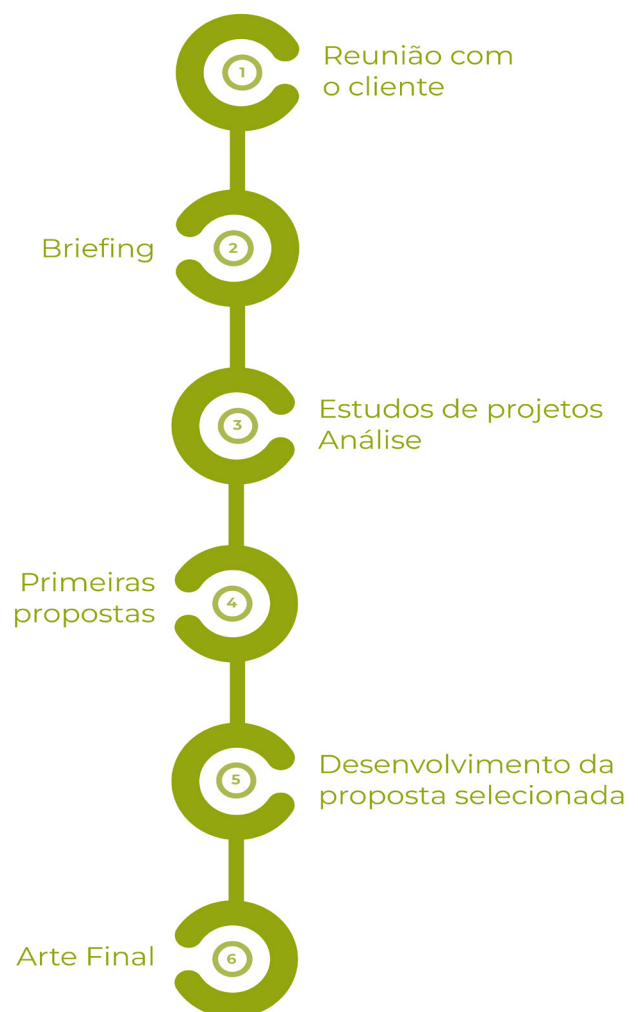 1
Reunião com
o cliente
2
Briefing
3
Estudos de projetos
Análise
4
Primeiras
propostas
5
Desenvolvimento da
proposta selecionada
6
Arte Final